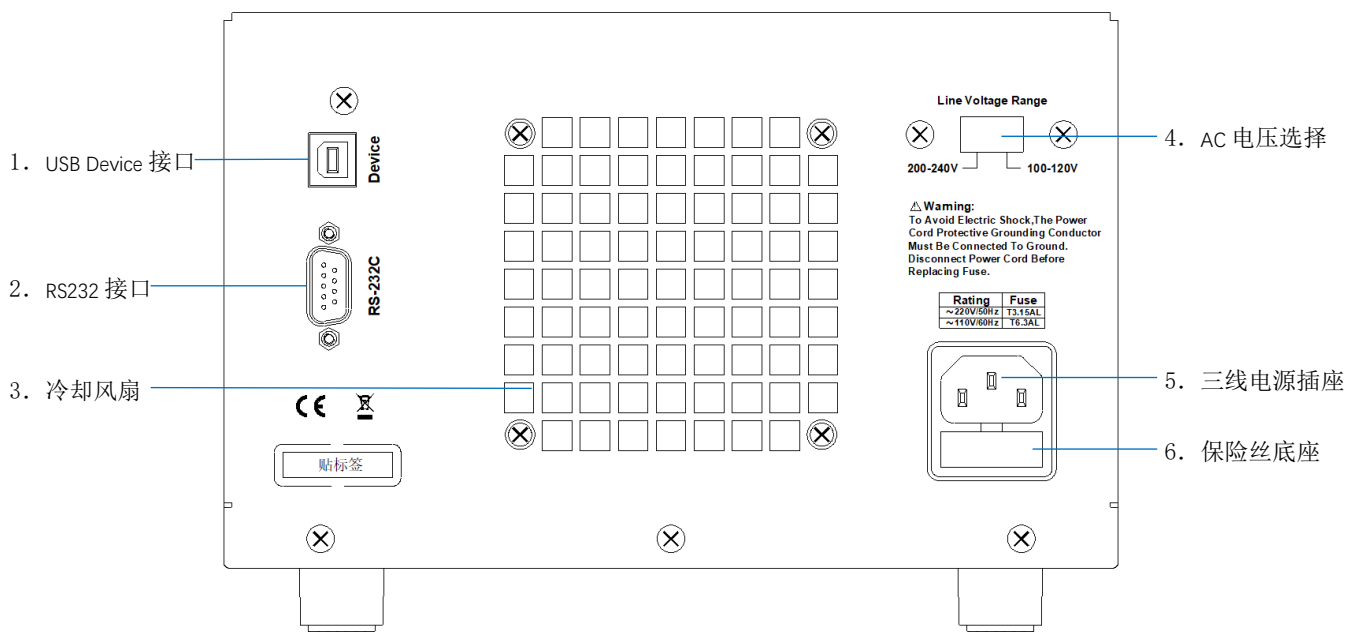 1. USB Device 接口
Device
2. RS232 接口
RS-232C
3. 冷却风扇
CE
贴标签
Line Voltage Range
200-240V
100-120V
4. AC 电压选择
⚠ Warning:
To Avoid Electric Shock,The Power
Cord Protective Grounding Conductor
Must Be Connected To Ground.
Disconnect Power Cord Before
Replacing Fuse.
Rating Fuse
～220V/50Hz T3.15AL
～110V/60Hz T6.3AL
5. 三线电源插座
6. 保险丝底座